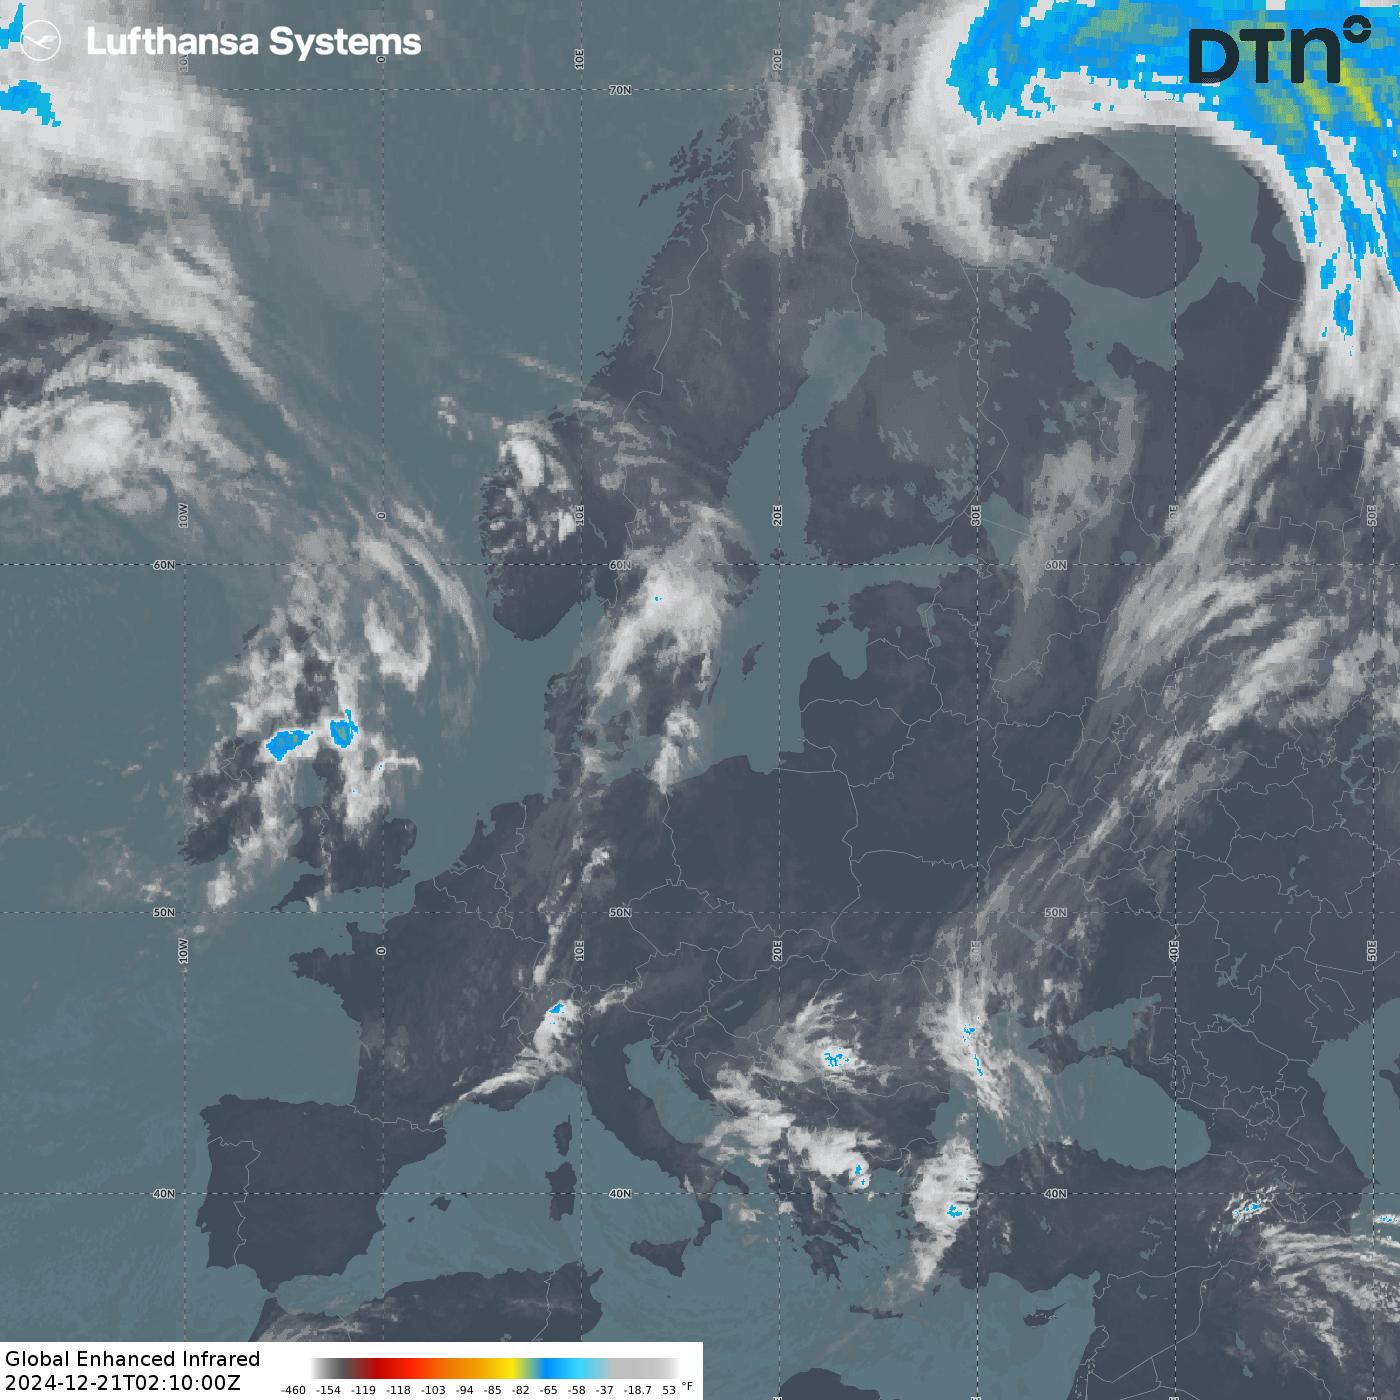 Lufthansa Systems
DTN
10W 0 10E 20E
70N
10W 0 10E 20E 30E 50E
60N 60N 60N
50N 50N 50N
10W 0 10E 20E 40E 50E
40N 40N 40N
Global Enhanced Infrared
2024-12-21T02:10:00Z
-460 -154 -119 -118 -103 -94 -85 -82 -65 -58 -37 -18.7 53 °F